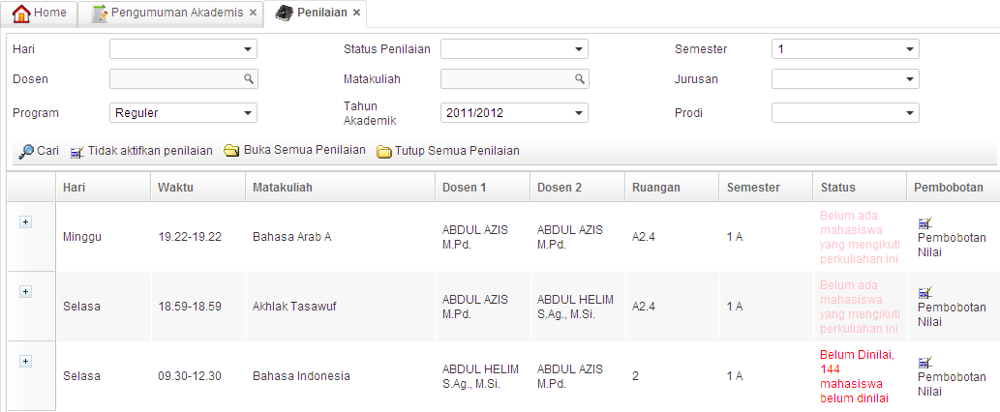 Home
Pengumuman Akademis
Penilaian
Hari
Status Penilaian
Semester
1
Dosen
Matakuliah
Jurusan
Program
Reguler
Tahun
Akademik
2011/2012
Prodi
Cari
Tidak aktifkan penilaian
Buka Semua Penilaian
Tutup Semua Penilaian
Hari
Waktu
Matakuliah
Dosen 1
Dosen 2
Ruangan
Semester
Status
Pembobotan
Minggu
19.22-19.22
Bahasa Arab A
ABDUL AZIS
M.Pd.
ABDUL AZIS
M.Pd.
A2.4
1 A
Belum ada
mahasiswa
yang mengikuti
perkuliahan ini
Pembobotan
Nilai
Selasa
18.59-18.59
Akhlak Tasawuf
ABDUL AZIS
M.Pd.
ABDUL HELIM
S.Ag., M.Si.
A2.4
1 A
Belum ada
mahasiswa
yang mengikuti
perkuliahan ini
Pembobotan
Nilai
Selasa
09.30-12.30
Bahasa Indonesia
ABDUL HELIM
S.Ag., M.Si.
ABDUL AZIS
M.Pd.
2
1 A
Belum Dinilai,
144
mahasiswa
belum dinilai
Pembobotan
Nilai